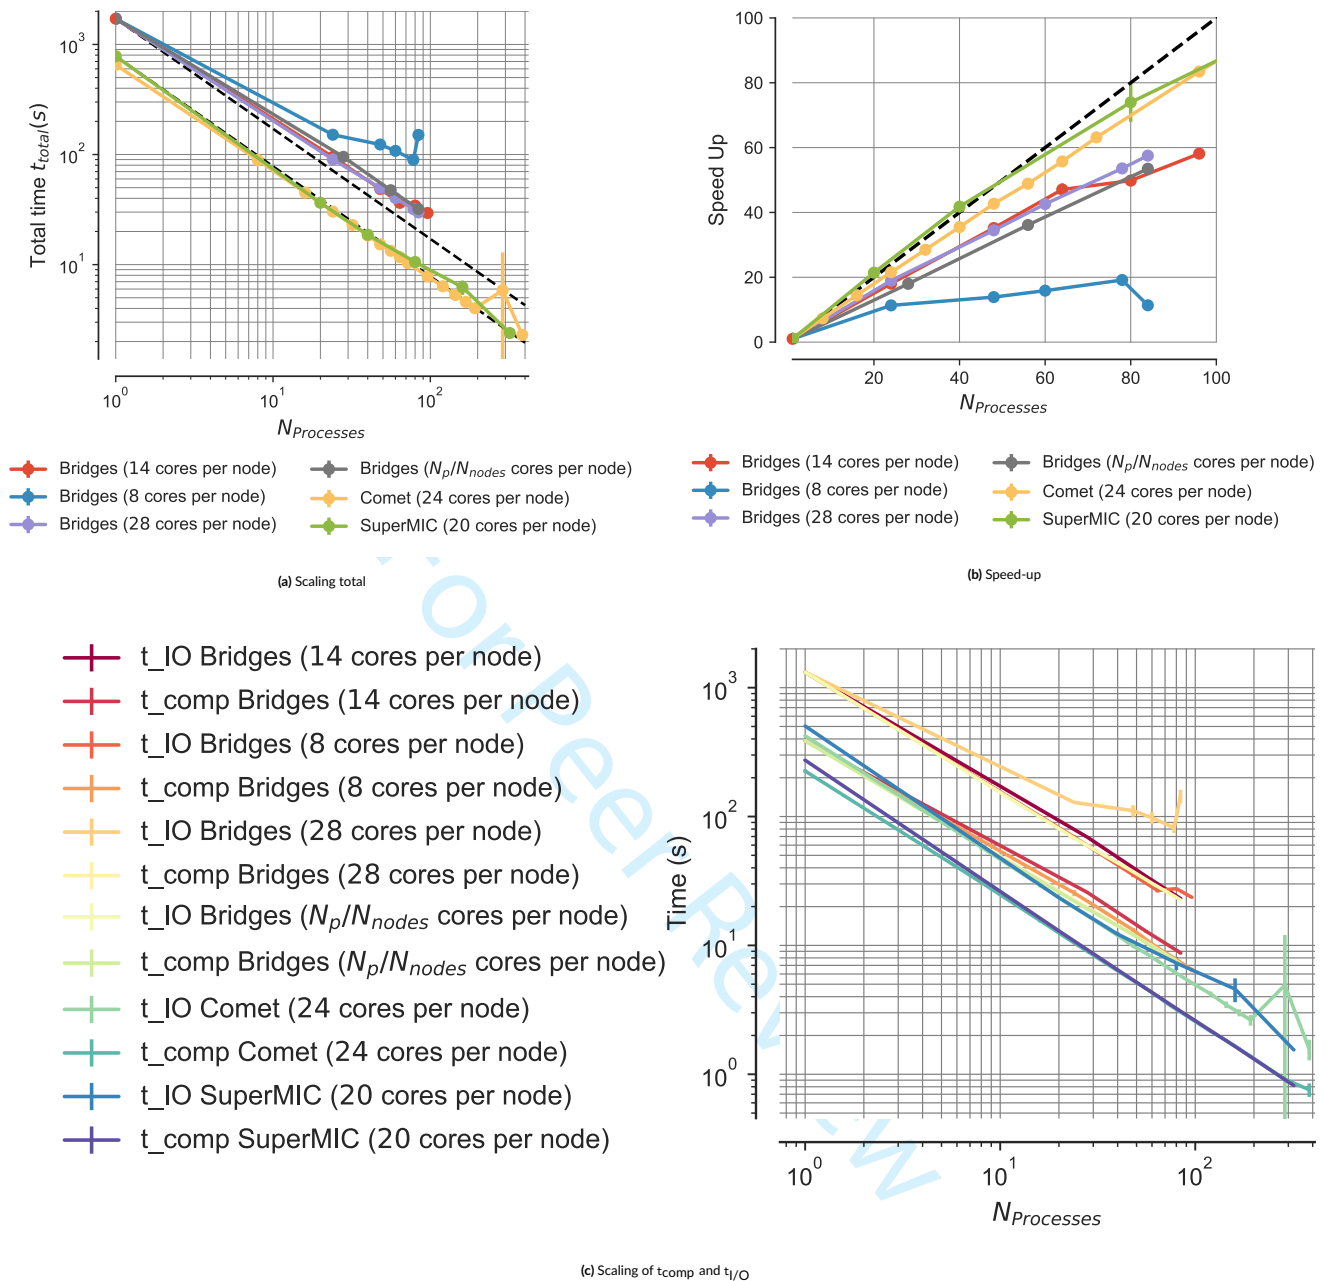 Total time t_total(s)
10^3
10^2
10^1
10^0 10^1 10^2
N_Processes
Bridges (14 cores per node)
Bridges (8 cores per node)
Bridges (28 cores per node)
Bridges (N_p/N_nodes cores per node)
Comet (24 cores per node)
SuperMIC (20 cores per node)
(a) Scaling total
Speed Up
100
80
60
40
20
0
20 40 60 80 100
N_Processes
Bridges (14 cores per node)
Bridges (8 cores per node)
Bridges (28 cores per node)
Bridges (N_p/N_nodes cores per node)
Comet (24 cores per node)
SuperMIC (20 cores per node)
(b) Speed-up
t_IO Bridges (14 cores per node)
t_comp Bridges (14 cores per node)
t_IO Bridges (8 cores per node)
t_comp Bridges (8 cores per node)
t_IO Bridges (28 cores per node)
t_comp Bridges (28 cores per node)
t_IO Bridges (N_p/N_nodes cores per node)
t_comp Bridges (N_p/N_nodes cores per node)
t_IO Comet (24 cores per node)
t_comp Comet (24 cores per node)
t_IO SuperMIC (20 cores per node)
t_comp SuperMIC (20 cores per node)
Time (s)
10^3
10^2
10^1
10^0
10^0 10^1 10^2
N_Processes
(c) Scaling of t_comp and t_I/O
or Peer Review